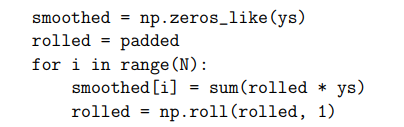 smoothed = np.zeros_like(ys)
rolled = padded
for i in range(N):
    smoothed[i] = sum(rolled * ys)
    rolled = np.roll(rolled, 1)